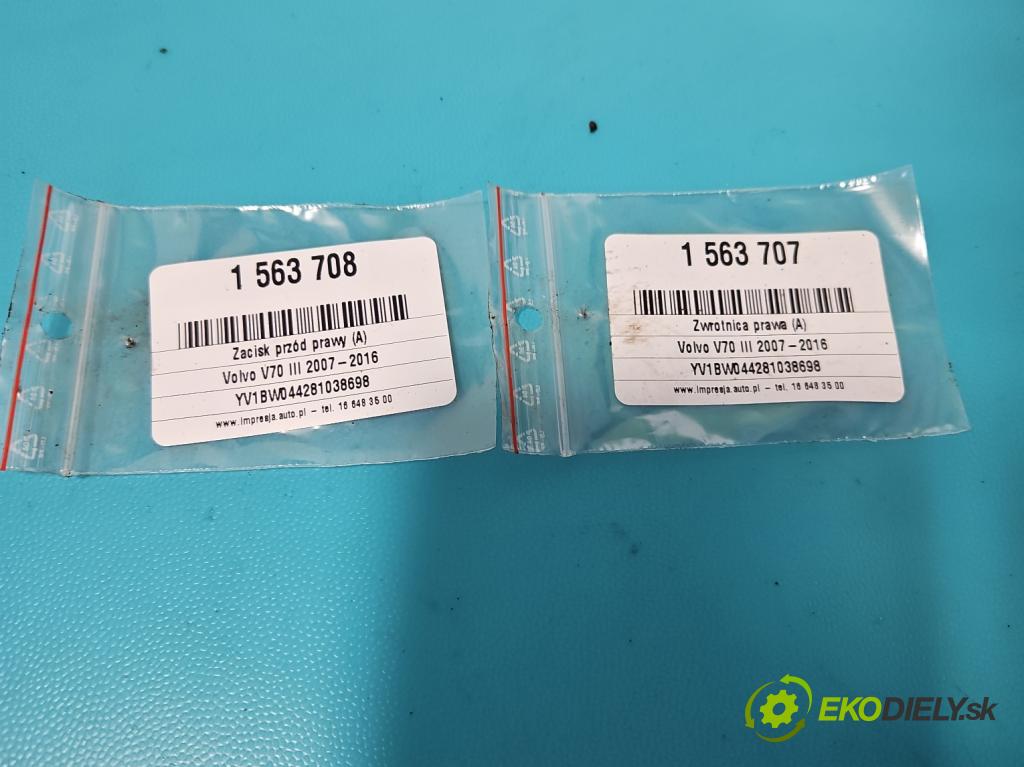 1 563 708
Zacisk przód prawy (A)
Volvo V70 III 2007-2016
YV1BW044281038698
www.impresja.auto.pl - tel. 16 648 35 00
1 563 707
Zwrotnica prawa (A)
Volvo V70 III 2007-2016
YV1BW044281038698
www.impresja.auto.pl - tel. 16 648 35 00
EKODIELY.sk